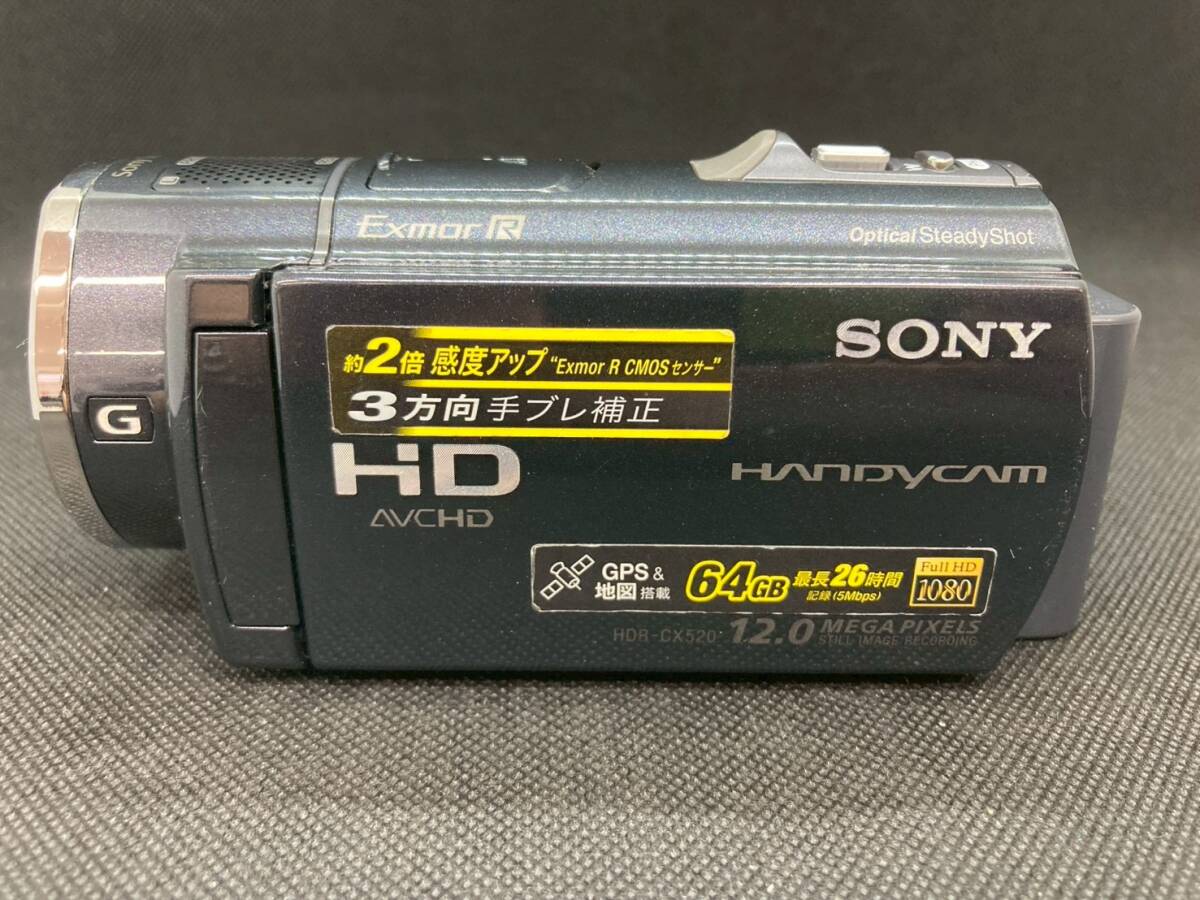 Exmor R
Optical SteadyShot
SONY
約2倍 感度アップ "Exmor R CMOSセンサー"
3方向 手ブレ補正
G
HD
AVCHD
HANDYCAM
GPS &
地図 搭載
64GB
最長26時間
記録(5Mbps)
Full HD
1080
HDR-CX520
12.0 MEGA PIXELS
STILL IMAGE RECORDING
L
W